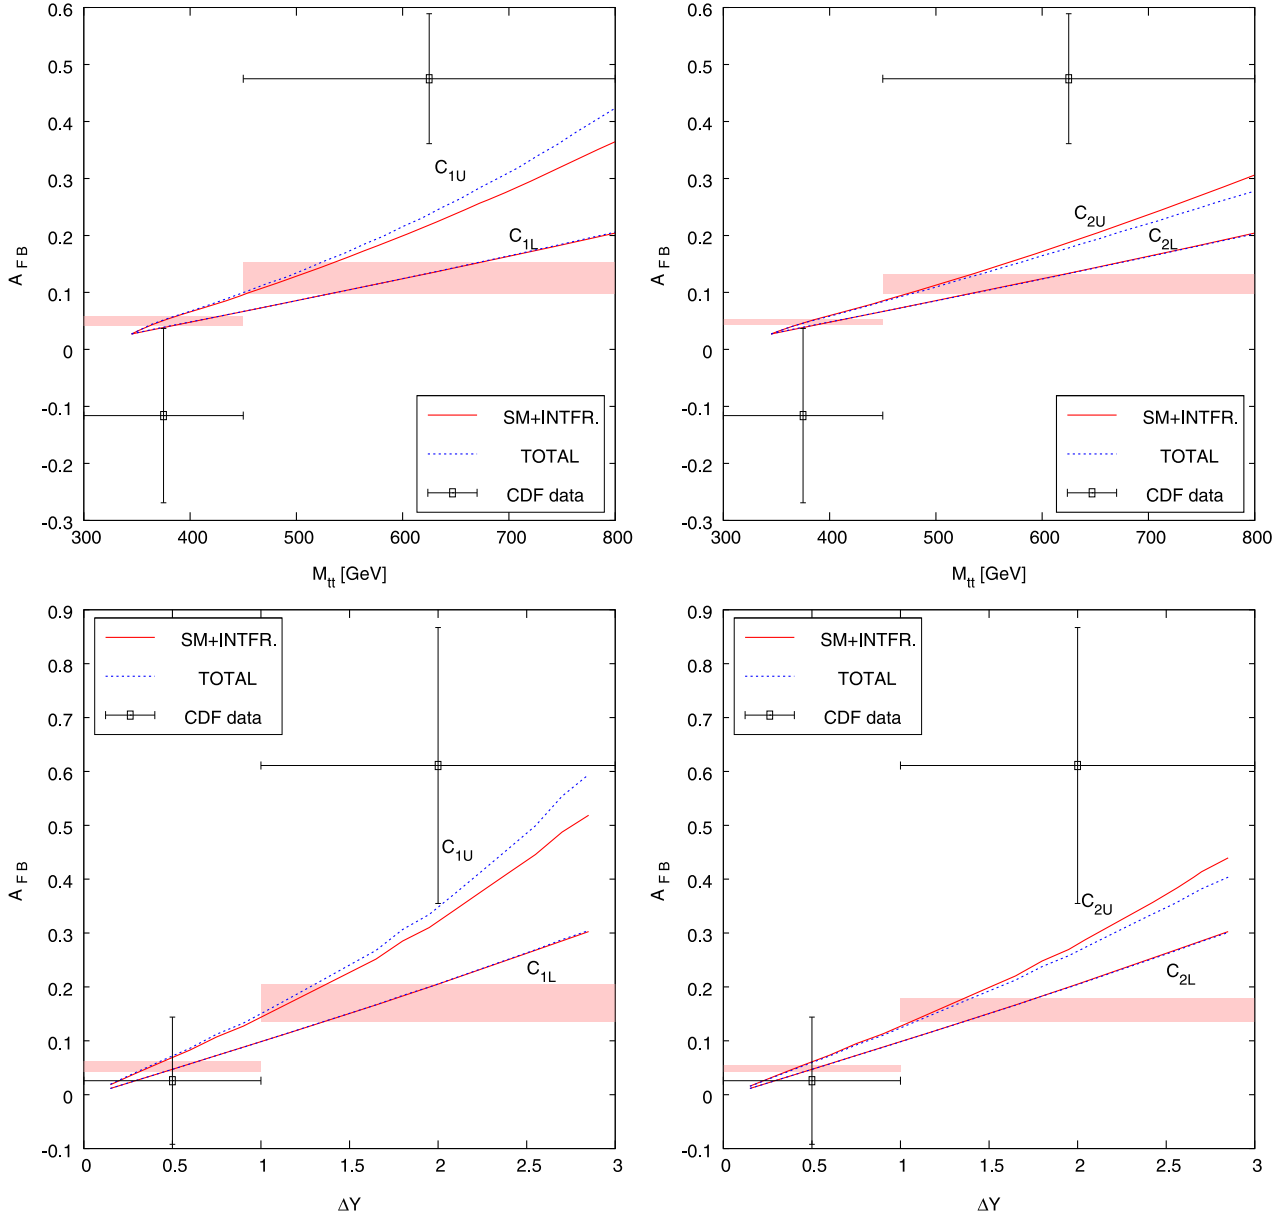 0.6
0.5
0.4
0.3
0.2
0.1
0
-0.1
-0.2
-0.3
A FB
C1U
C1L
SM+INTFR.
TOTAL
CDF data
300 400 500 600 700 800
Mtt [GeV]
0.6
0.5
0.4
0.3
0.2
0.1
0
-0.1
-0.2
-0.3
A FB
C2U
C2L
SM+INTFR.
TOTAL
CDF data
300 400 500 600 700 800
Mtt [GeV]
0.9
0.8
0.7
0.6
0.5
0.4
0.3
0.2
0.1
0
-0.1
A FB
SM+INTFR.
TOTAL
CDF data
C1U
C1L
0 0.5 1 1.5 2 2.5 3
ΔY
0.9
0.8
0.7
0.6
0.5
0.4
0.3
0.2
0.1
0
-0.1
A FB
SM+INTFR.
TOTAL
CDF data
C2U
C2L
0 0.5 1 1.5 2 2.5 3
ΔY